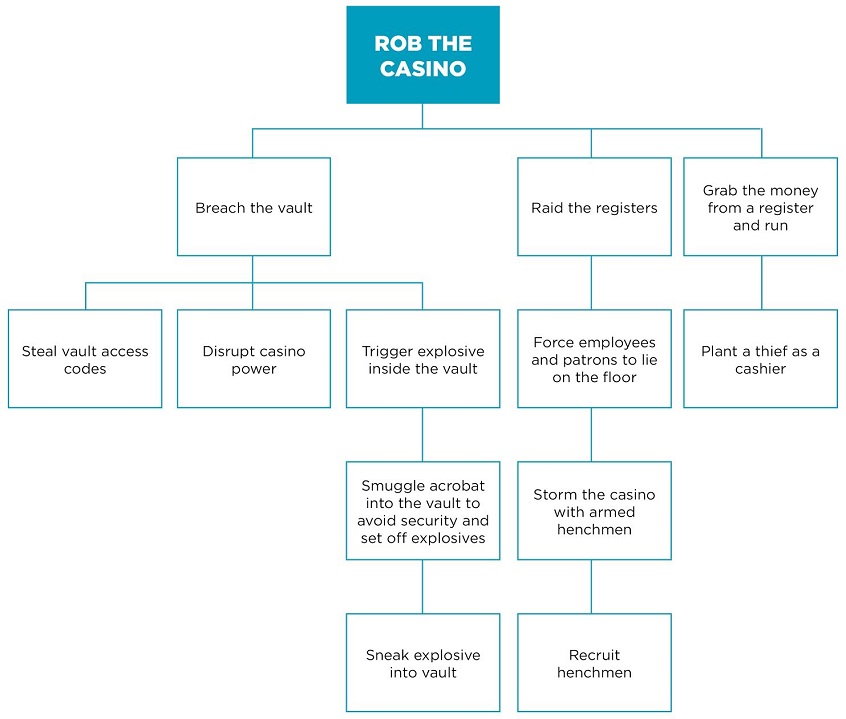 ROB THE
CASINO
Breach the vault
Raid the registers
Grab the money
from a register
and run
Steal vault access
codes
Disrupt casino
power
Trigger explosive
inside the vault
Force employees
and patrons to lie
on the floor
Plant a thief as a
cashier
Smuggle acrobat
into the vault to
avoid security and
set off explosives
Storm the casino
with armed
henchmen
Sneak explosive
into vault
Recruit
henchmen